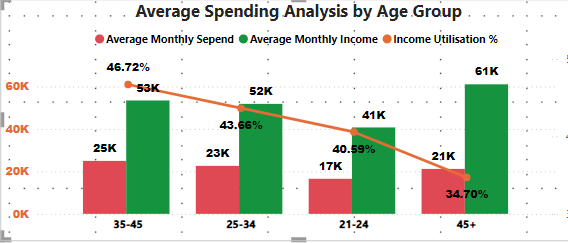 Average Spending Analysis by Age Group
Average Monthly Sepend Average Monthly Income Income Utilisation %
46.72%
61K
60K
53K
52K
43.66%
41K
40K
40.59%
25K
23K
21K
20K
17K
34.70%
0K
35-45 25-34 21-24 45+